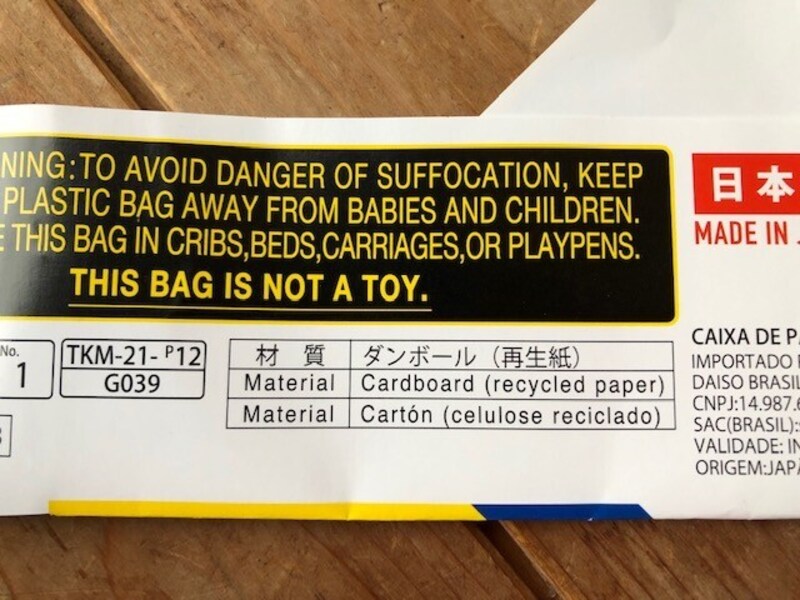 NING:TO AVOID DANGER OF SUFFOCATION, KEEP
PLASTIC BAG AWAY FROM BABIES AND CHILDREN.
E THIS BAG IN CRIBS,BEDS,CARRIAGES,OR PLAYPENS.
THIS BAG IS NOT A TOY.
日本
MADE IN
No.
1
TKM-21-P12
G039
材 質 ダンボール（再生紙）
Material Cardboard (recycled paper)
Material Cartón (celulose reciclado)
CAIXA DE P
IMPORTADO
DAISO BRASIL
CNPJ:14.987.
SAC(BRASIL):
VALIDADE: IN
ORIGEM:JAPÃ